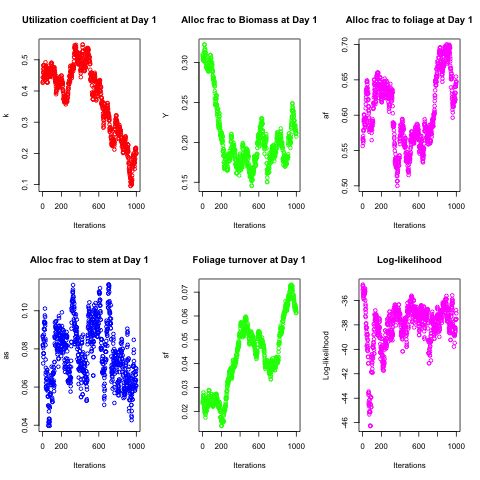 Utilization coefficient at Day 1
k
0.1 0.2 0.3 0.4 0.5
0 200 600 1000
Iterations
Alloc frac to Biomass at Day 1
Y
0.15 0.20 0.25 0.30
0 200 600 1000
Iterations
Alloc frac to foliage at Day 1
af
0.50 0.55 0.60 0.65 0.70
0 200 600 1000
Iterations
Alloc frac to stem at Day 1
as
0.04 0.06 0.08 0.10
0 200 600 1000
Iterations
Foliage turnover at Day 1
sf
0.02 0.03 0.04 0.05 0.06 0.07
0 200 600 1000
Iterations
Log-likelihood
Log-likelihood
-46 -44 -42 -40 -38 -36
0 200 600 1000
Iterations